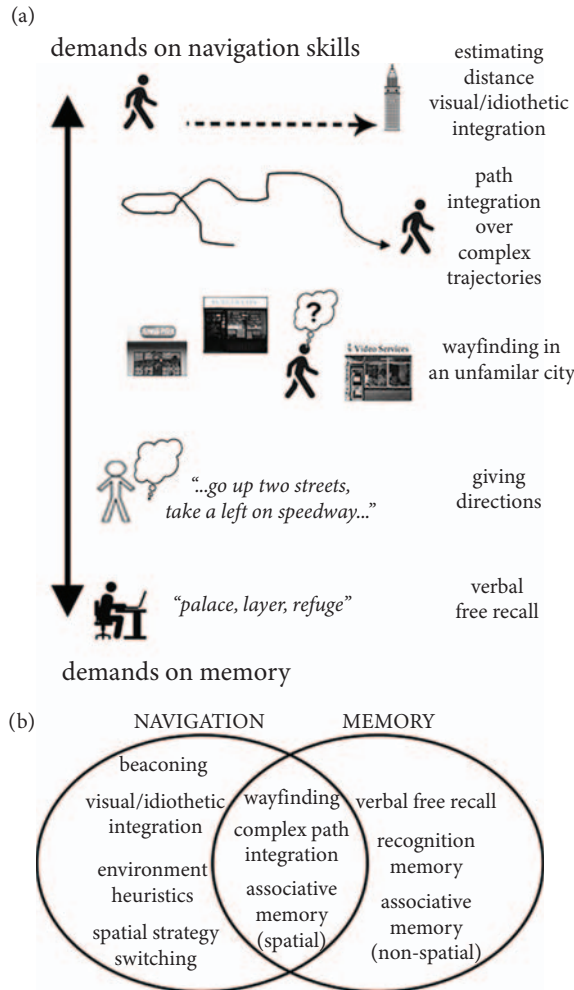 (a)
demands on navigation skills
estimating
distance
visual/idiothetic
integration
path
integration
over
complex
trajectories
?
Video Services
wayfinding in
an unfamilar city
"...go up two streets,
take a left on speedway..."
giving
directions
"palace, layer, refuge"
verbal
free recall
demands on memory
(b)
NAVIGATION
MEMORY
beaconing
visual/idiothetic
integration
environment
heuristics
spatial strategy
switching
wayfinding
complex path
integration
associative
memory
(spatial)
verbal free recall
recognition
memory
associative
memory
(non-spatial)